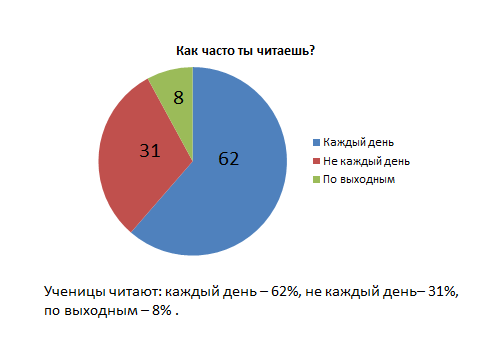 Как часто ты читаешь?
8
31
62
Каждый день
Не каждый день
По выходным
Ученицы читают: каждый день – 62%, не каждый день– 31%,
по выходным – 8% .